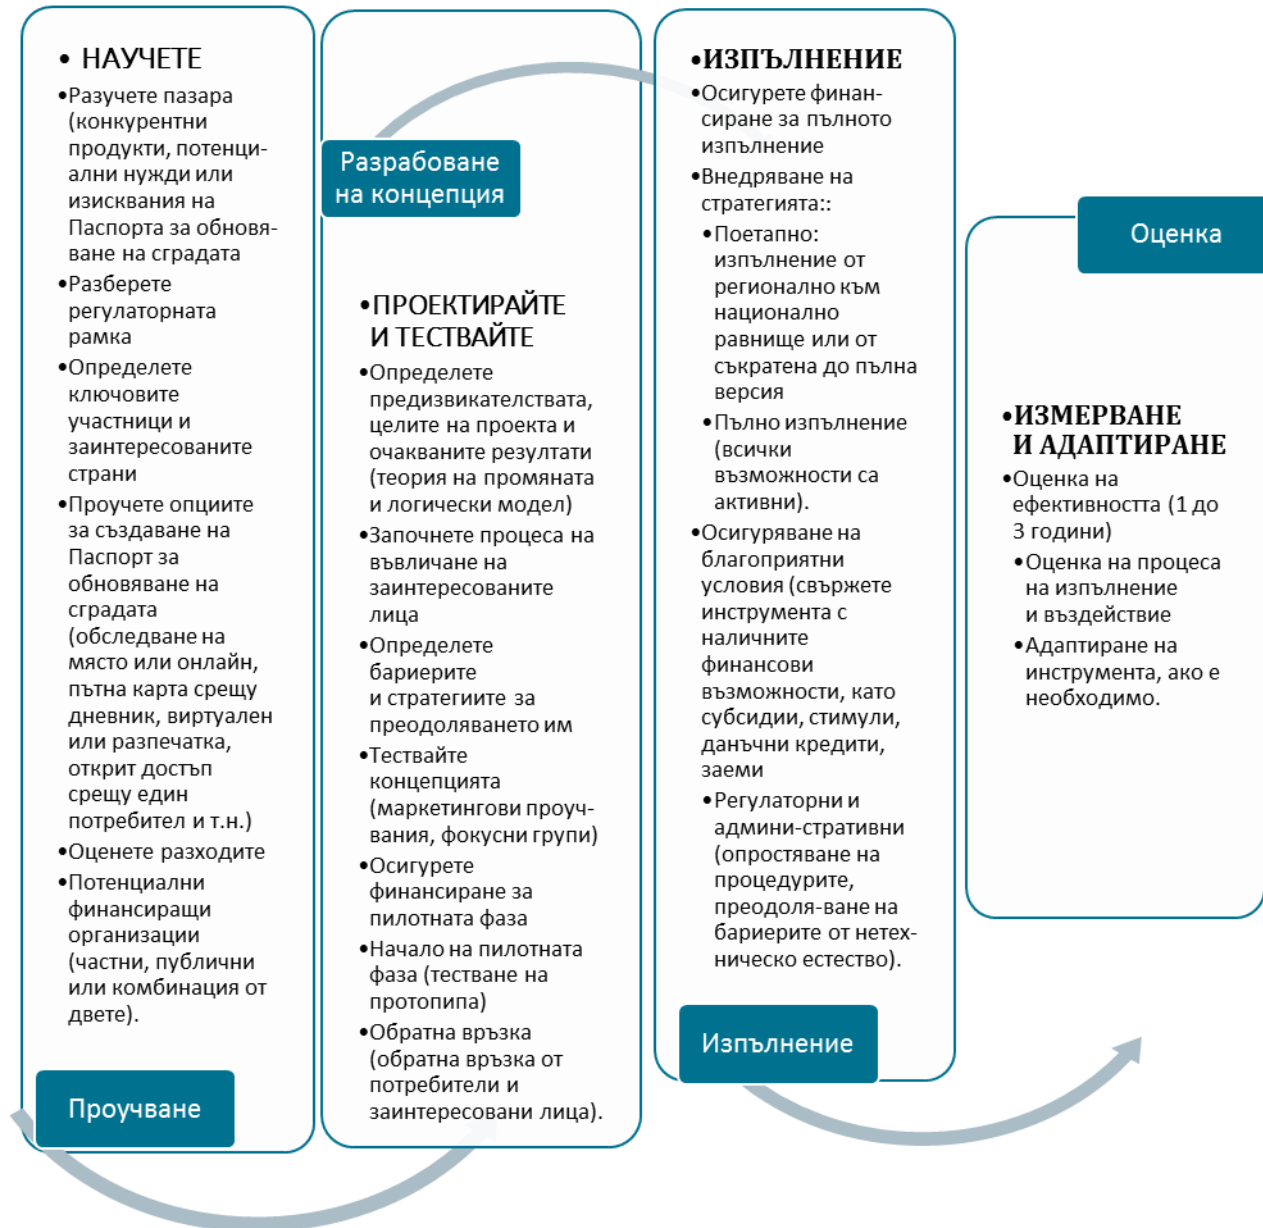 • НАУЧЕТЕ
•Разучете пазара
(конкурентни
продукти, потенци-
ални нужди или
изисквания на
Паспорта за обновя-
ване на сградата
•Разберете
регулаторната
рамка
•Определете
ключовите
участници и
заинтересованите
страни
•Проучете опциите
за създаване на
Паспорт за
обновяване на
сградата
(обследване на
място или онлайн,
пътна карта срещу
дневник, виртуален
или разпечатка,
открит достъп
срещу един
потребител и т.н.)
•Оценете разходите
•Потенциални
финансиращи
организации
(частни, публични
или комбинация от
двете).
Проучване
Разрабоване
на концепция
•ПРОЕКТИРАЙТЕ
И ТЕСТВАЙТЕ
•Определете
предизвикателствата,
целите на проекта и
очакваните резултати
(теория на промяната
и логически модел)
•Започнете процеса на
въвличане на
заинтересованите
лица
•Определете
бариерите
и стратегиите за
преодоляването им
•Тествайте
концепцията
(маркетингови проуч-
вания, фокусни групи)
•Осигурете
финансиране за
пилотната фаза
•Начало на пилотната
фаза (тестване на
протопипа)
•Обратна връзка
(обратна връзка от
потребители и
заинтересовани лица).
•ИЗПЪЛНЕНИЕ
•Осигурете финан-
сиране за пълното
изпълнение
•Внедряване на
стратегията::
•Поетапно:
изпълнение от
регионално към
национално
равнище или от
съкратена до пълна
версия
•Пълно изпълнение
(всички
възможности са
активни).
•Осигуряване на
благоприятни
условия (свържете
инструмента с
наличните
финансови
възможности, като
субсидии, стимули,
данъчни кредити,
заеми
•Регулаторни и
админи-стративни
(опростяване на
процедурите,
преодоля-ване на
бариерите от нетех-
ническо естество).
Изпълнение
Оценка
•ИЗМЕРВАНЕ
И АДАПТИРАНЕ
•Оценка на
ефективността (1 до
3 години)
•Оценка на процеса
на изпълнение
и въздействие
•Адаптиране на
инструмента, ако е
необходимо.